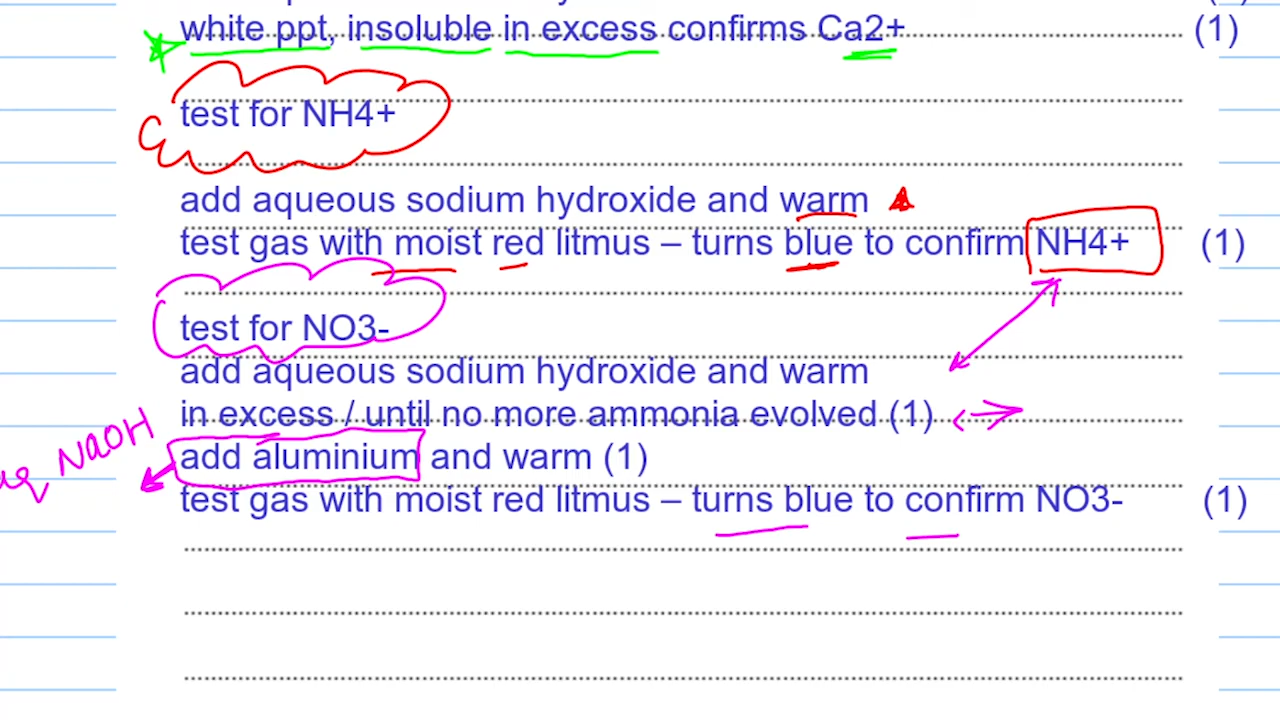 white ppt, insoluble in excess confirms Ca2+ (1)
test for NH4+
add aqueous sodium hydroxide and warm
test gas with moist red litmus – turns blue to confirm NH4+ (1)
test for NO3-
add aqueous sodium hydroxide and warm
in excess / until no more ammonia evolved (1)
aq NaOH
add aluminium and warm (1)
test gas with moist red litmus – turns blue to confirm NO3- (1)